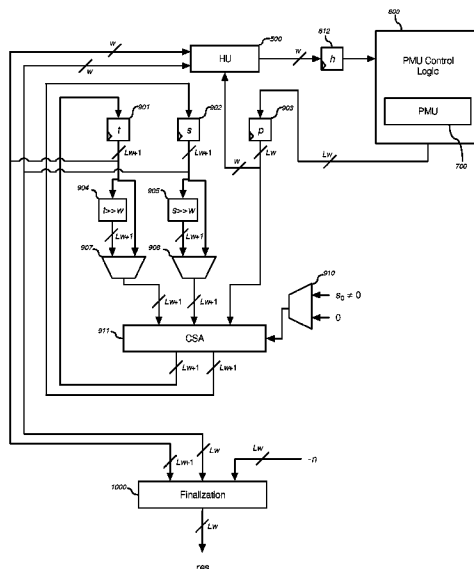 w
w
500
HU
w
612
h
600
PMU Control
Logic
PMU
700
901
t
Lw+1
902
s
Lw+1
903
p
Lw
w
Lw
904
t>>w
Lw+1
905
s>>w
Lw+1
907
906
Lw+1
Lw+1
910
s₀ ≠ 0
0
911
CSA
Lw+1
Lw+1
Lw+1
Lw
Lw
-n
1000
Finalization
Lw
res